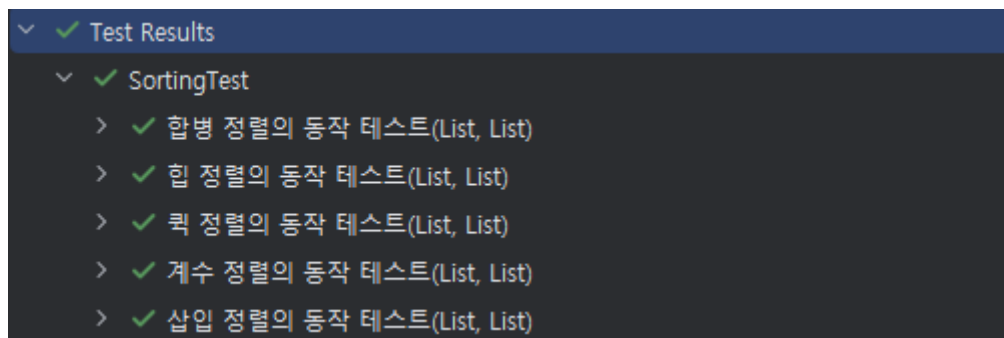 Test Results
SortingTest
합병 정렬의 동작 테스트(List, List)
힙 정렬의 동작 테스트(List, List)
퀵 정렬의 동작 테스트(List, List)
계수 정렬의 동작 테스트(List, List)
삽입 정렬의 동작 테스트(List, List)